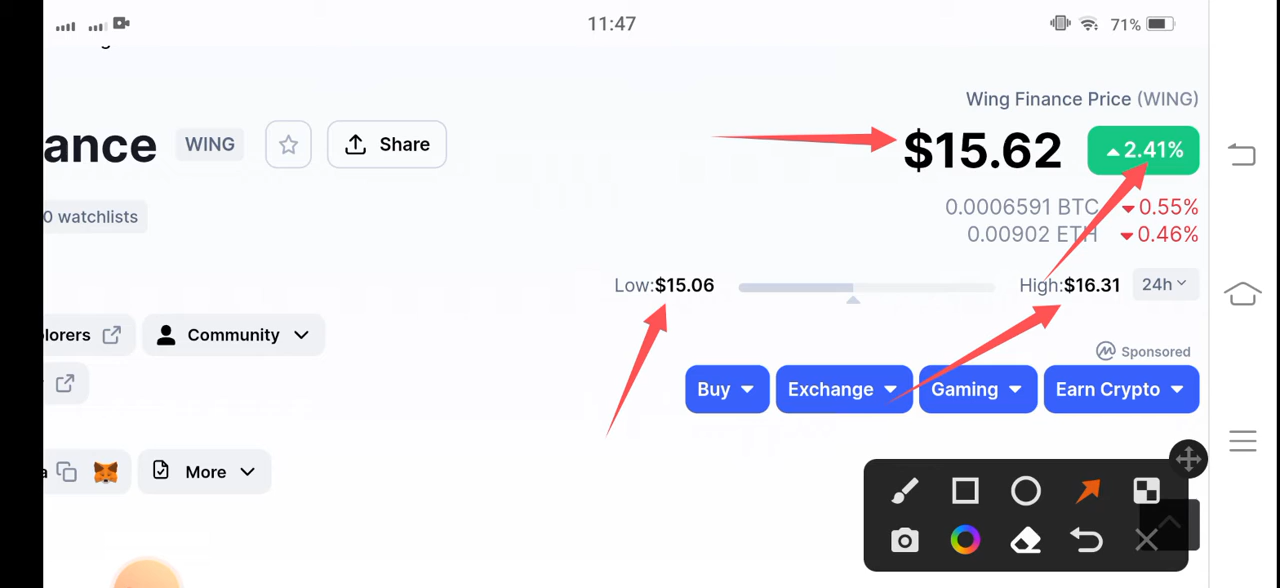 11:47
71%
Wing Finance Price (WING)
ance WING Share
$15.62 2.41%
0 watchlists
0.0006591 BTC 0.55%
0.00902 ETH 0.46%
Low:$15.06 High:$16.31 24h
lorers Community
Sponsored
Buy Exchange Gaming Earn Crypto
a More